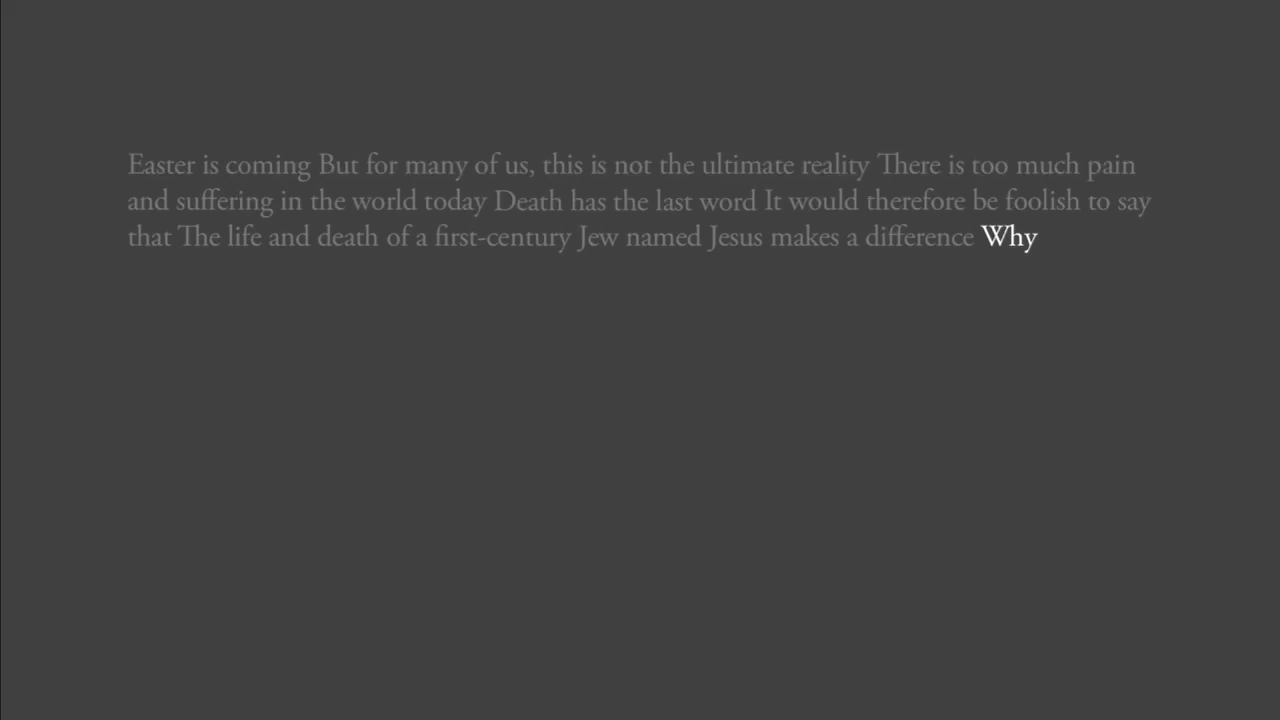 Easter is coming But for many of us, this is not the ultimate reality There is too much pain
and suffering in the world today Death has the last word It would therefore be foolish to say
that The life and death of a first-century Jew named Jesus makes a difference Why